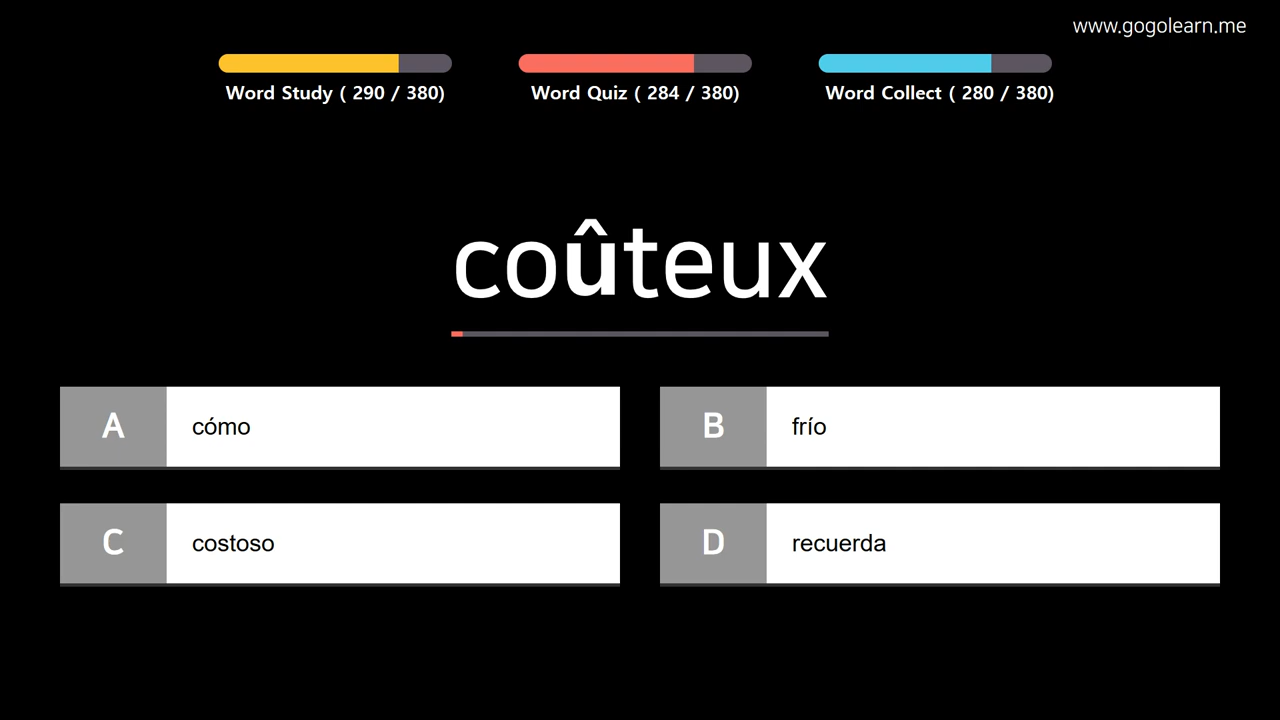 www.gogolearn.me
Word Study ( 290 / 380)
Word Quiz ( 284 / 380)
Word Collect ( 280 / 380)
coûteux
A
cómo
B
frío
C
costoso
D
recuerda